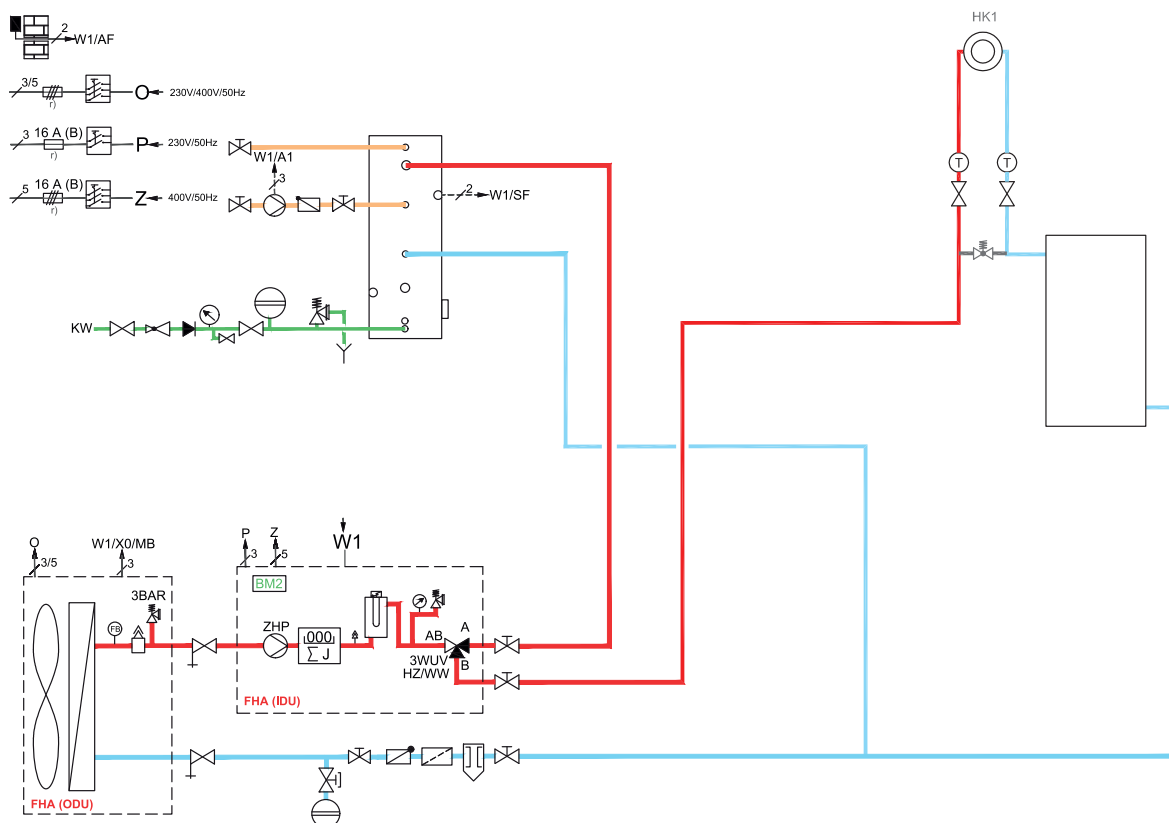 HK1
2
W1/AF
3/5
r)
O
230V/400V/50Hz
3
16 A (B)
r)
P
230V/50Hz
5
16 A (B)
r)
Z
400V/50Hz
W1/A1
3
T
T
2
W1/SF
KW
O
3/5
W1/X0/MB
3
P
3
Z
5
W1
BM2
3BAR
FB
ZHP
000
Σ J
AB
A
B
3WUV
HZ/WW
FHA (IDU)
FHA (ODU)